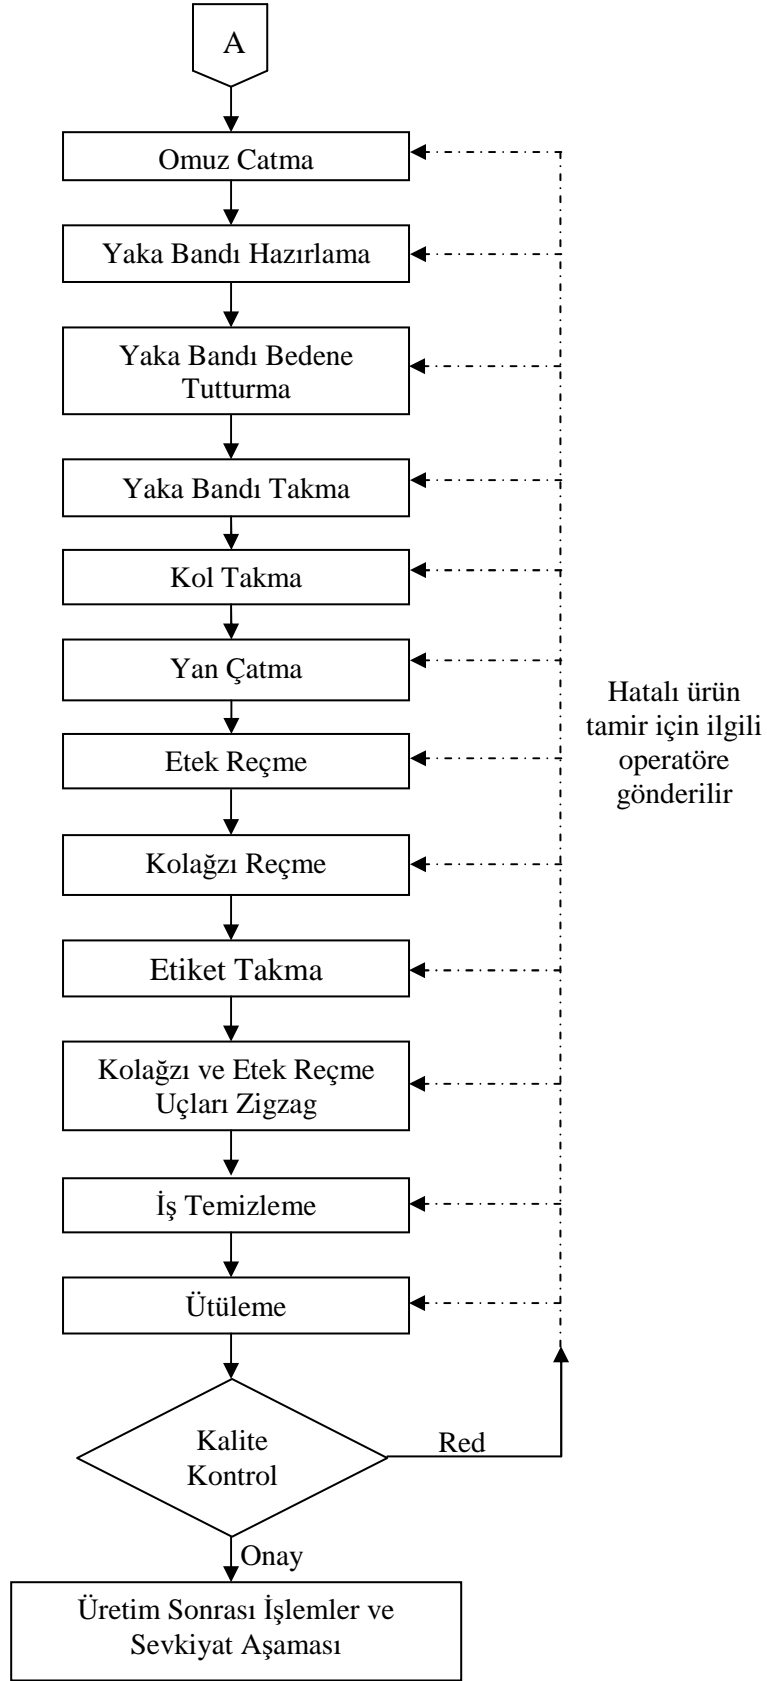 A
Omuz Catma
Yaka Bandı Hazırlama
Yaka Bandı Bedene
Tutturma
Yaka Bandı Takma
Kol Takma
Yan Çatma
Etek Reçme
Kolağzı Reçme
Etiket Takma
Kolağzı ve Etek Reçme
Uçları Zigzag
İş Temizleme
Ütüleme
Kalite
Kontrol
Red
Onay
Üretim Sonrası İşlemler ve
Sevkiyat Aşaması
Hatalı ürün
tamir için ilgili
operatöre
gönderilir